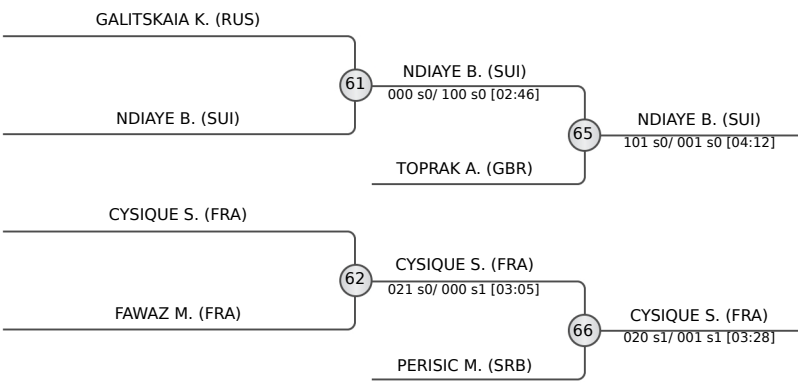 GALITSKAIA K. (RUS)
61
NDIAYE B. (SUI)
000 s0/ 100 s0 [02:46]
NDIAYE B. (SUI)
65
NDIAYE B. (SUI)
101 s0/ 001 s0 [04:12]
TOPRAK A. (GBR)
CYSIQUE S. (FRA)
62
CYSIQUE S. (FRA)
021 s0/ 000 s1 [03:05]
FAWAZ M. (FRA)
66
CYSIQUE S. (FRA)
020 s1/ 001 s1 [03:28]
PERISIC M. (SRB)